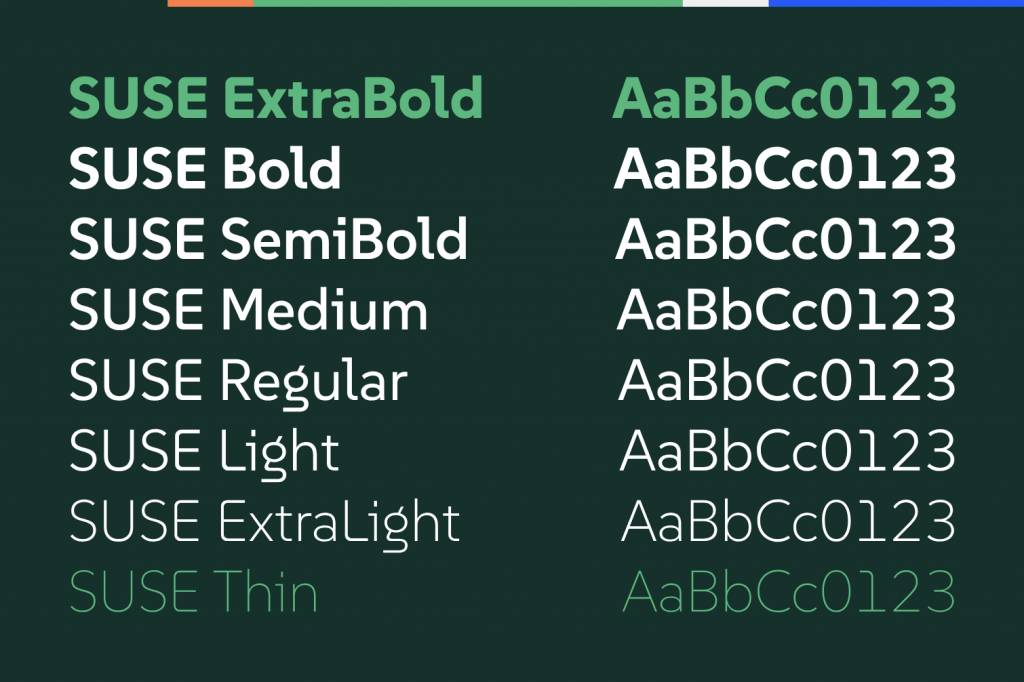 SUSE ExtraBold AaBbCc0123
SUSE Bold AaBbCc0123
SUSE SemiBold AaBbCc0123
SUSE Medium AaBbCc0123
SUSE Regular AaBbCc0123
SUSE Light AaBbCc0123
SUSE ExtraLight AaBbCc0123
SUSE Thin AaBbCc0123